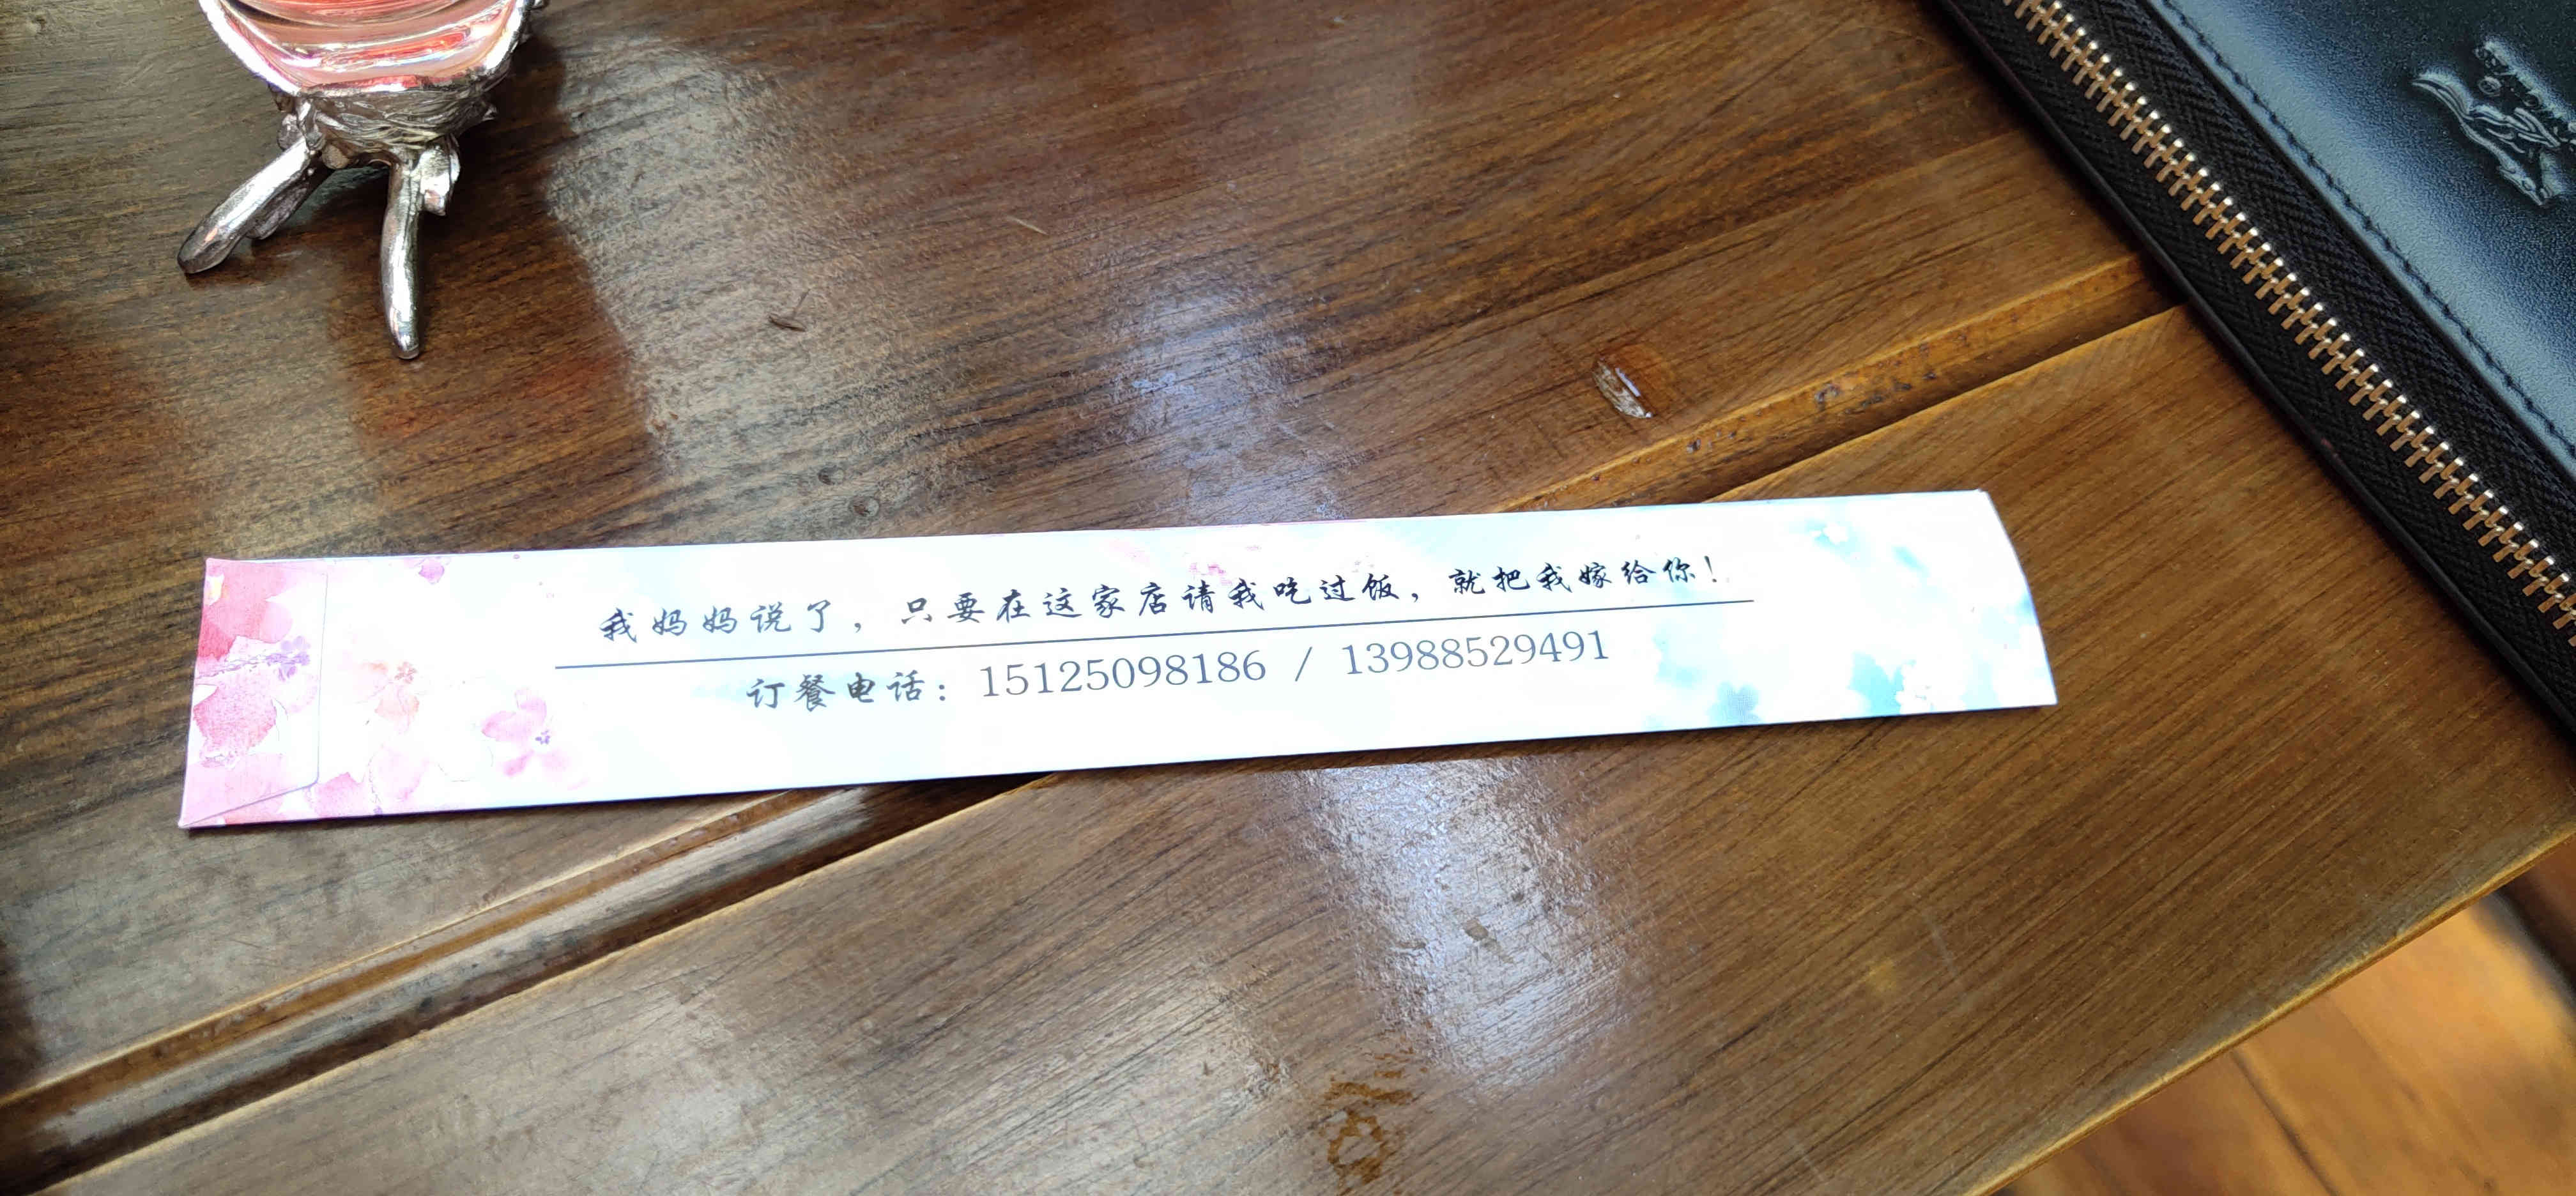 我妈妈说了，只要在这家店请我吃过饭，就把我嫁给你！
订餐电话：15125098186 / 13988529491